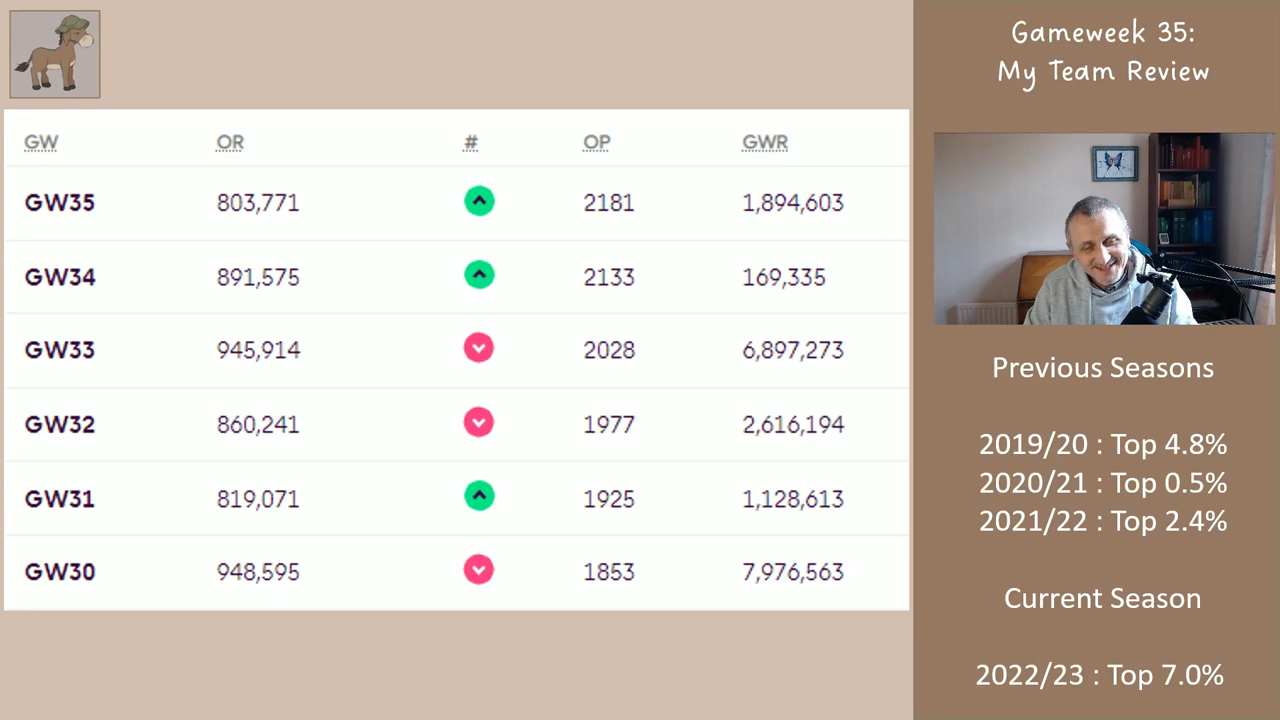 GW OR # OP GWR
GW35 803,771 2181 1,894,603
GW34 891,575 2133 169,335
GW33 945,914 2028 6,897,273
GW32 860,241 1977 2,616,194
GW31 819,071 1925 1,128,613
GW30 948,595 1853 7,976,563
Gameweek 35:
My Team Review
Previous Seasons
2019/20 : Top 4.8%
2020/21 : Top 0.5%
2021/22 : Top 2.4%
Current Season
2022/23 : Top 7.0%